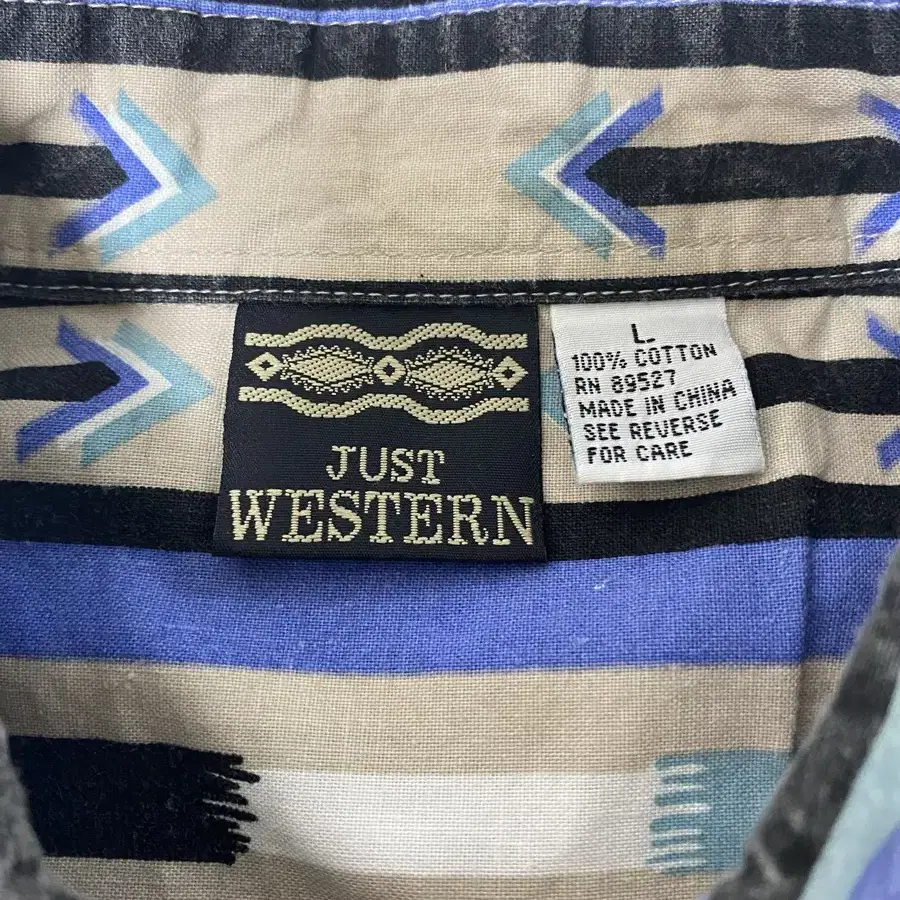 JUST
WESTERN
L
100% COTTON
RN 89527
MADE IN CHINA
SEE REVERSE
FOR CARE